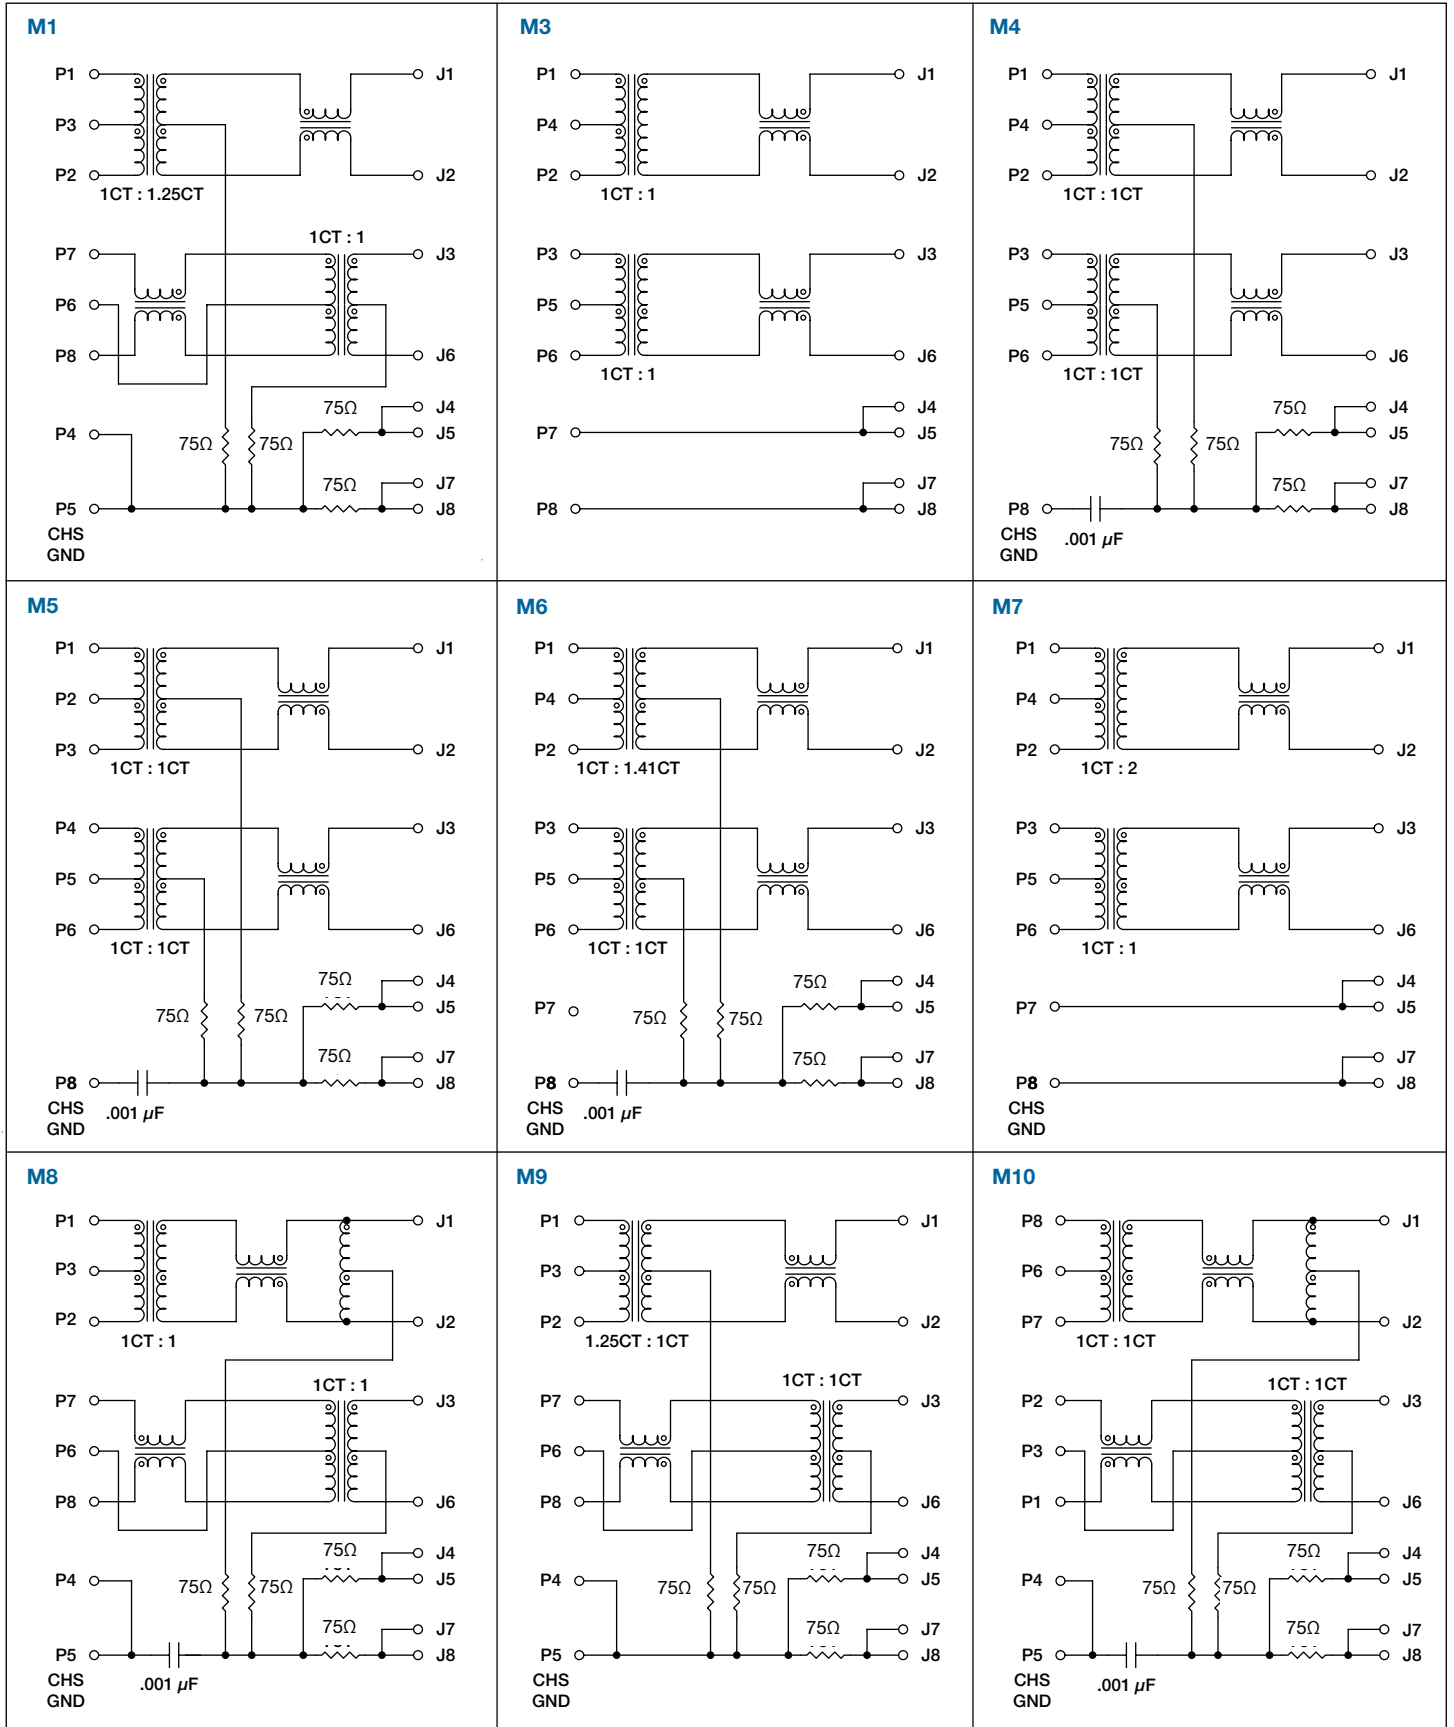 M1
P1
J1
P3
P2
J2
1CT : 1.25CT
1CT : 1
P7
J3
P6
P8
J6
75Ω
J4
P4
75Ω
75Ω
J5
75Ω
J7
P5
J8
CHS
GND
M3
P1
J1
P4
P2
J2
1CT : 1
P3
J3
P5
P6
J6
1CT : 1
J4
P7
J5
J7
P8
J8
M4
P1
J1
P4
P2
J2
1CT : 1CT
P3
J3
P5
P6
J6
1CT : 1CT
75Ω
J4
75Ω
75Ω
J5
75Ω
J7
P8
J8
CHS
GND
.001 µF
M5
P1
J1
P2
P3
J2
1CT : 1CT
P4
J3
P5
P6
J6
1CT : 1CT
75Ω
J4
75Ω
75Ω
J5
75Ω
J7
P8
J8
CHS
GND
.001 µF
M6
P1
J1
P4
P2
J2
1CT : 1.41CT
P3
J3
P5
P6
J6
1CT : 1CT
75Ω
J4
P7
75Ω
75Ω
J5
75Ω
J7
P8
J8
CHS
GND
.001 µF
M7
P1
J1
P4
P2
J2
1CT : 2
P3
J3
P5
P6
J6
1CT : 1
J4
P7
J5
J7
P8
J8
CHS
GND
M8
P1
J1
P3
P2
J2
1CT : 1
1CT : 1
P7
J3
P6
P8
J6
75Ω
J4
P4
75Ω
75Ω
J5
75Ω
J7
P5
J8
CHS
GND
.001 µF
M9
P1
J1
P3
P2
J2
1.25CT : 1CT
1CT : 1CT
P7
J3
P6
P8
J6
75Ω
J4
P4
75Ω
75Ω
J5
75Ω
J7
P5
J8
CHS
GND
M10
P8
J1
P6
P7
J2
1CT : 1CT
1CT : 1CT
P2
J3
P3
P1
J6
75Ω
J4
P4
75Ω
75Ω
J5
75Ω
J7
P5
J8
CHS
GND
.001 µF